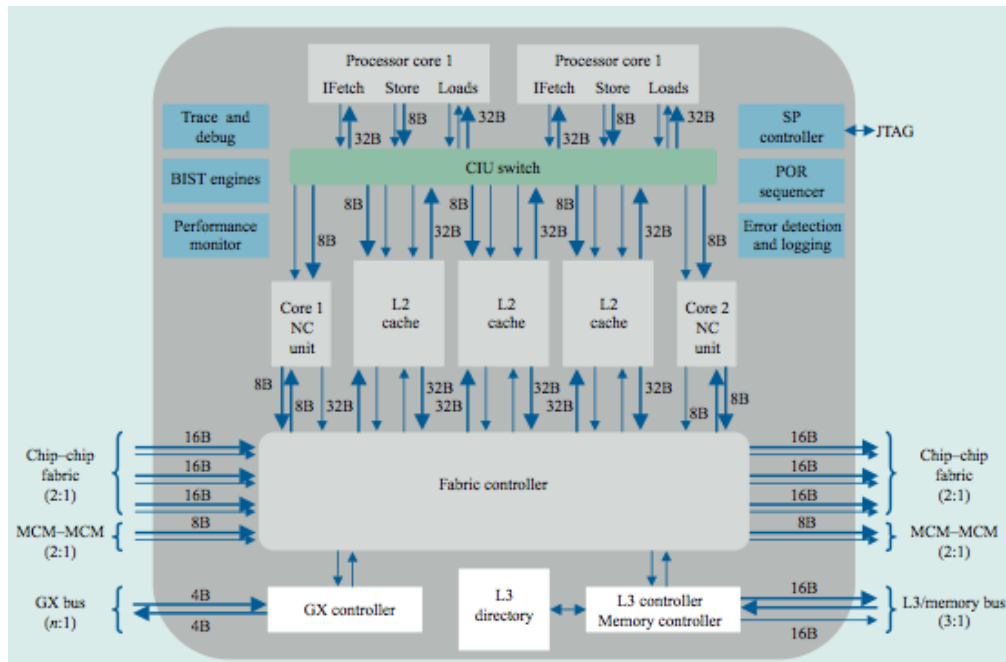 Processor core 1
Processor core 1
IFetch Store Loads
IFetch Store Loads
8B
32B
32B
8B
32B
32B
Trace and
debug
SP
controller
JTAG
CIU switch
BIST engines
POR
sequencer
8B
8B
8B
Performance
monitor
8B
32B
32B
32B
8B
Error detection
and logging
Core 1
NC
unit
L2
cache
L2
cache
L2
cache
Core 2
NC
unit
8B
8B
32B
32B
32B
32B
32B
32B
8B
8B
Chip–chip
fabric
(2:1)
16B
16B
16B
Fabric controller
16B
16B
16B
Chip–chip
fabric
(2:1)
MCM–MCM
(2:1)
8B
8B
MCM–MCM
(2:1)
GX bus
(n:1)
4B
4B
GX controller
L3
directory
L3 controller
Memory controller
16B
16B
L3/memory bus
(3:1)